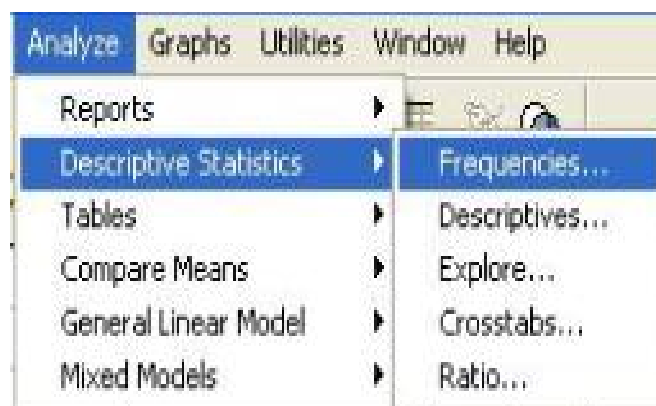 Analyze Graphs Utilities Window Help
Reports
Descriptive Statistics
Tables
Compare Means
General Linear Model
Mixed Models
Frequencies...
Descriptives...
Explore...
Crosstabs...
Ratio...